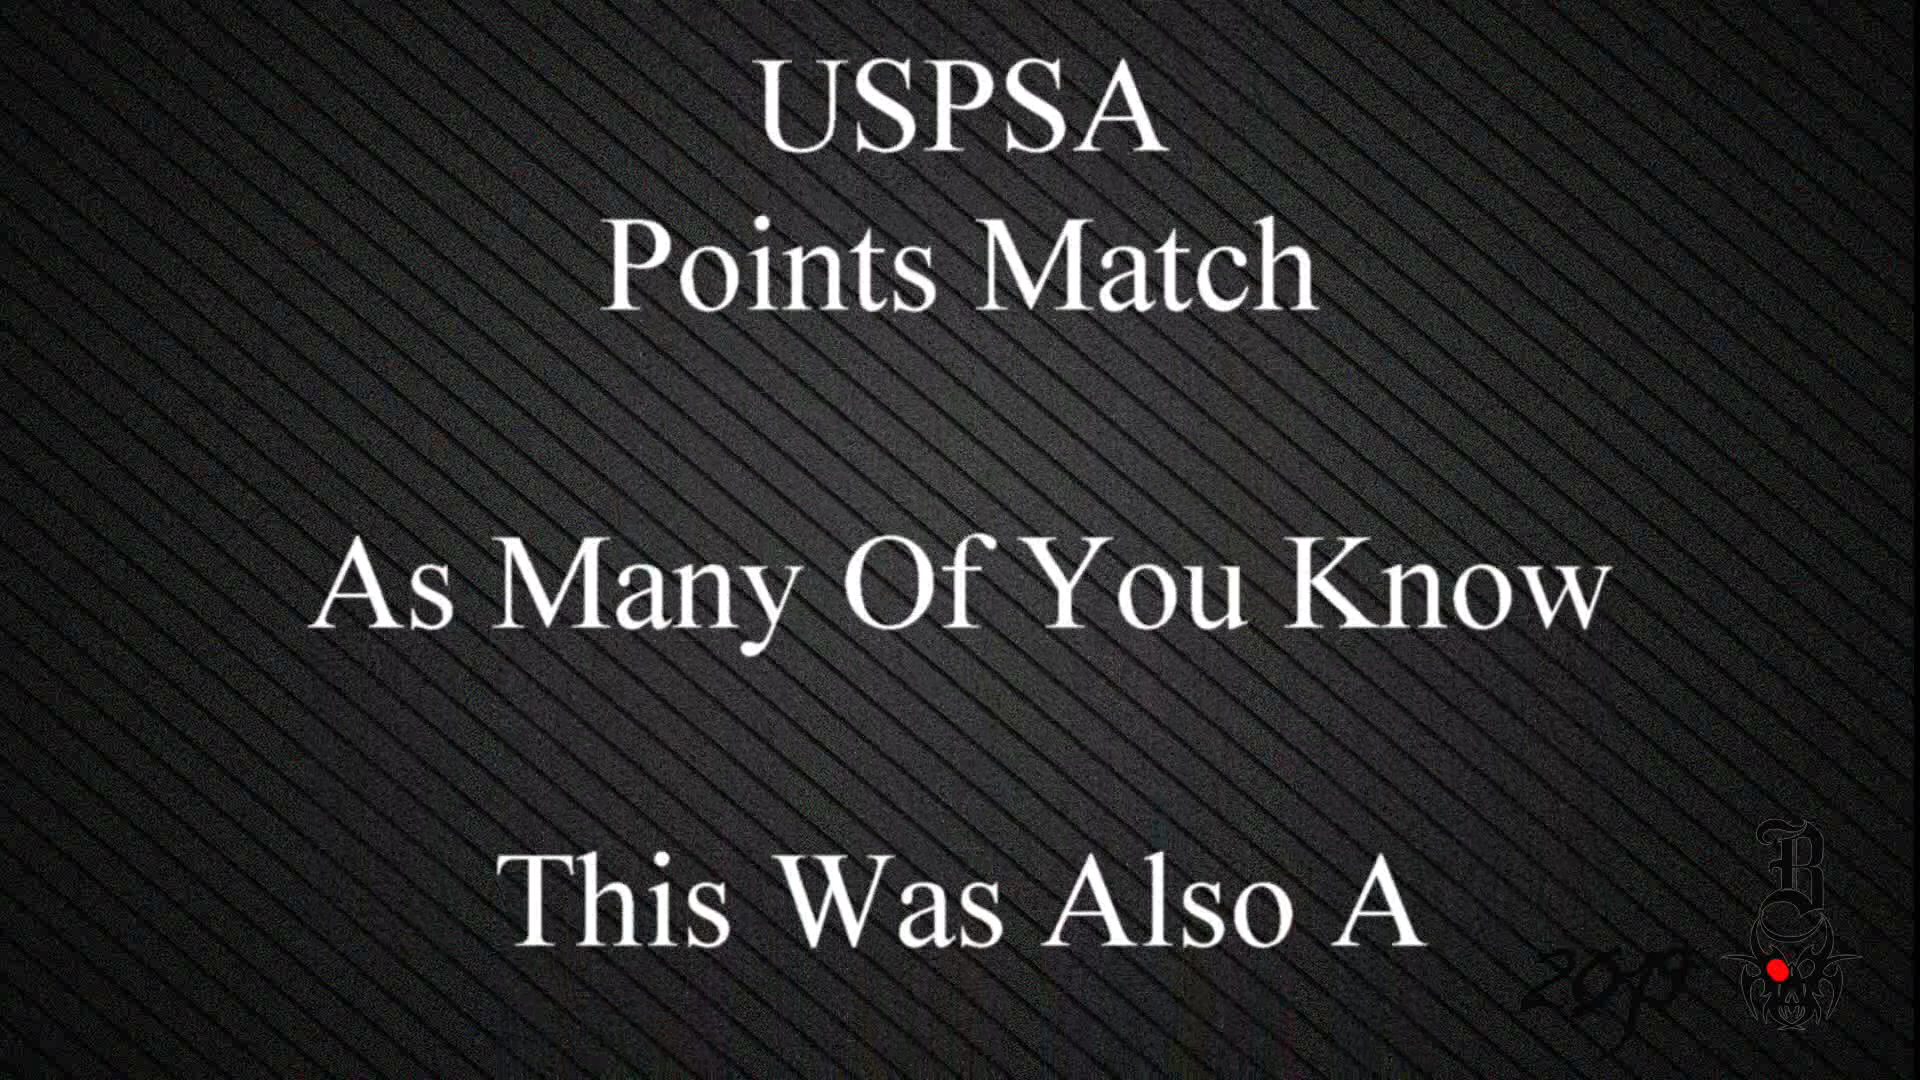 USPSA
Points Match
As Many Of You Know
This Was Also A
B